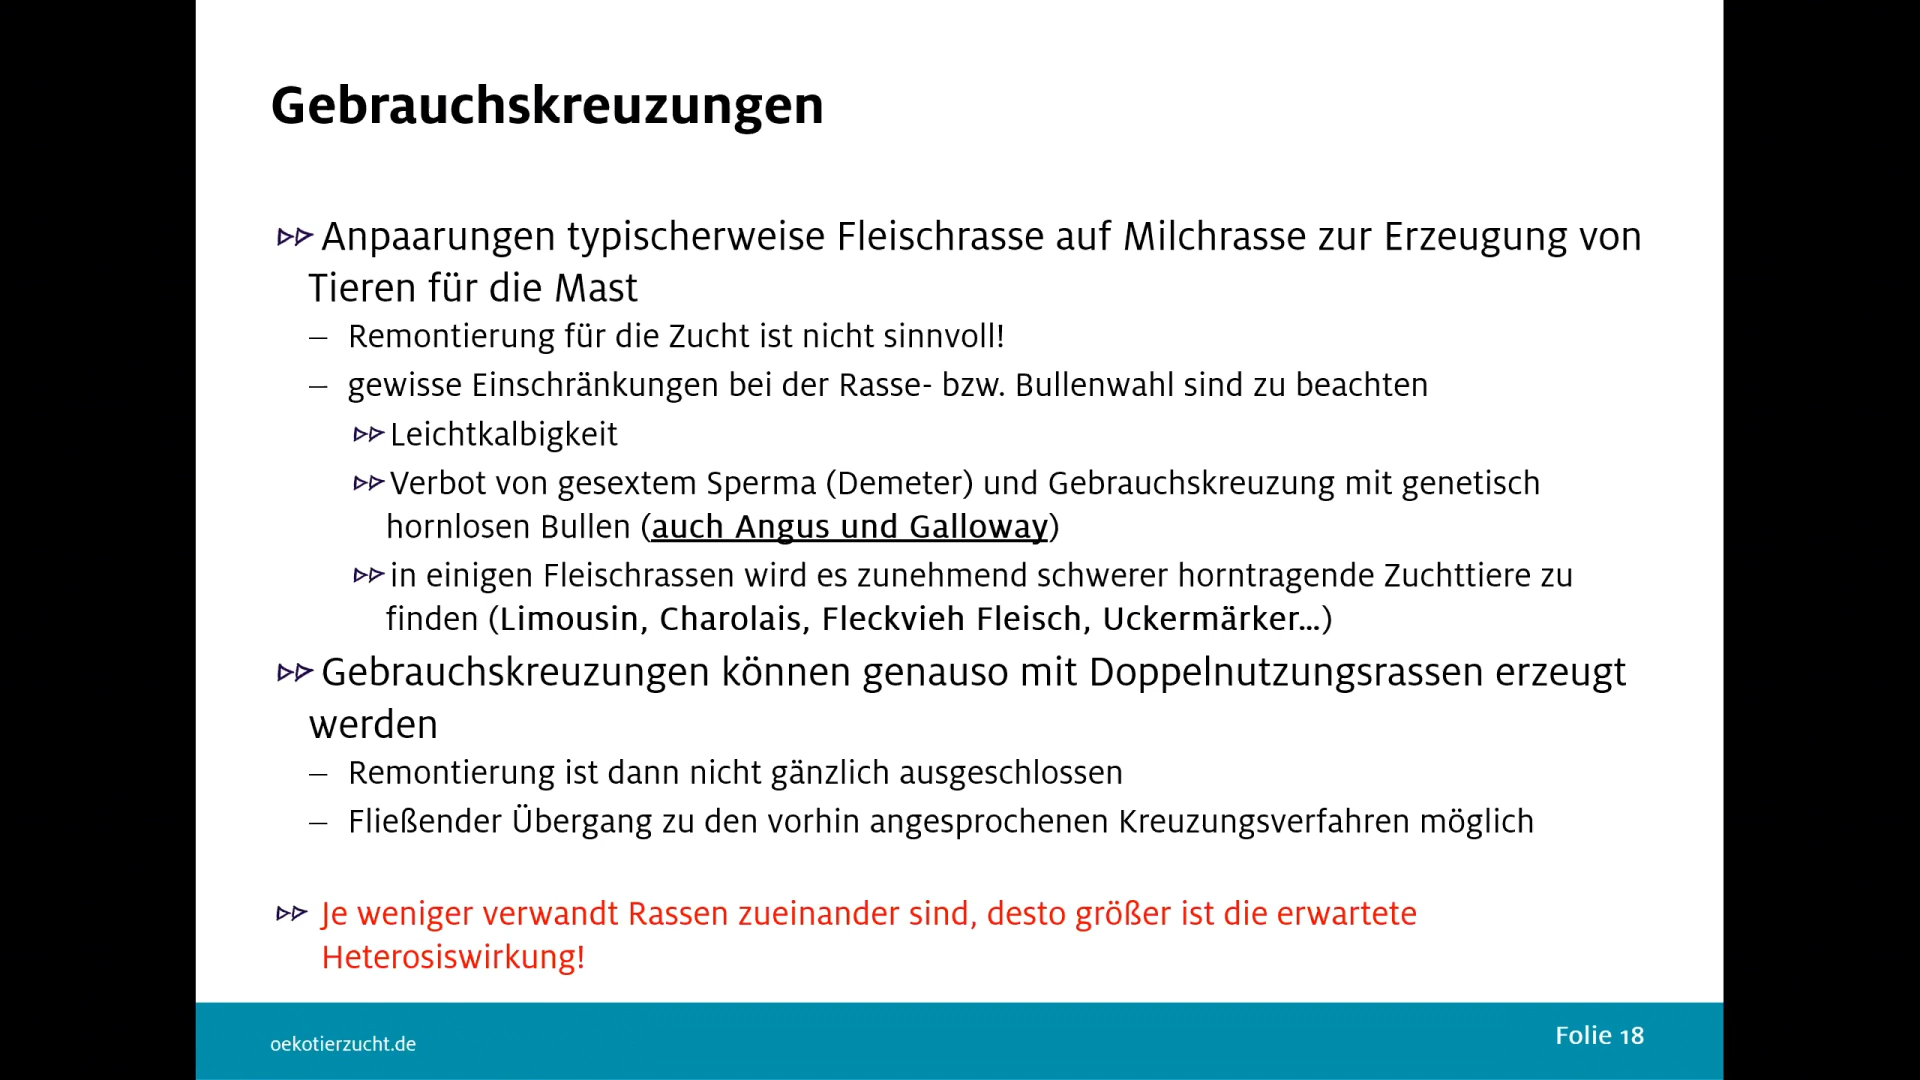 Gebrauchskreuzungen
Anpaarungen typischerweise Fleischrasse auf Milchrasse zur Erzeugung von
Tieren für die Mast
– Remontierung für die Zucht ist nicht sinnvoll!
– gewisse Einschränkungen bei der Rasse- bzw. Bullenwahl sind zu beachten
Leichtkalbigkeit
Verbot von gesextem Sperma (Demeter) und Gebrauchskreuzung mit genetisch
hornlosen Bullen (auch Angus und Galloway)
in einigen Fleischrassen wird es zunehmend schwerer horntragende Zuchttiere zu
finden (Limousin, Charolais, Fleckvieh Fleisch, Uckermärker…)
Gebrauchskreuzungen können genauso mit Doppelnutzungsrassen erzeugt
werden
– Remontierung ist dann nicht gänzlich ausgeschlossen
– Fließender Übergang zu den vorhin angesprochenen Kreuzungsverfahren möglich
Je weniger verwandt Rassen zueinander sind, desto größer ist die erwartete
Heterosiswirkung!
oekotierzucht.de
Folie 18